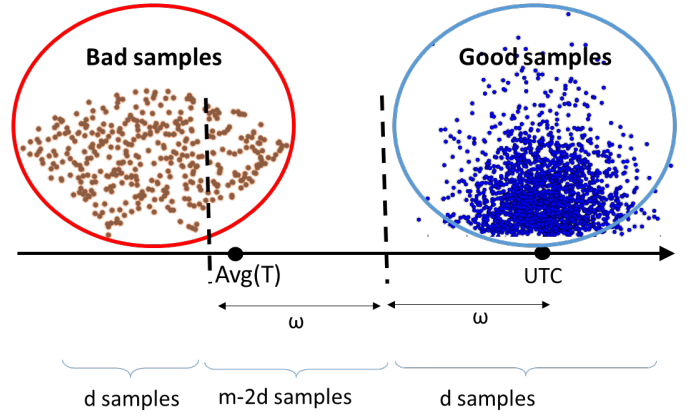 Bad samples
Good samples
Avg(T)
UTC
ω
ω
d samples
m-2d samples
d samples